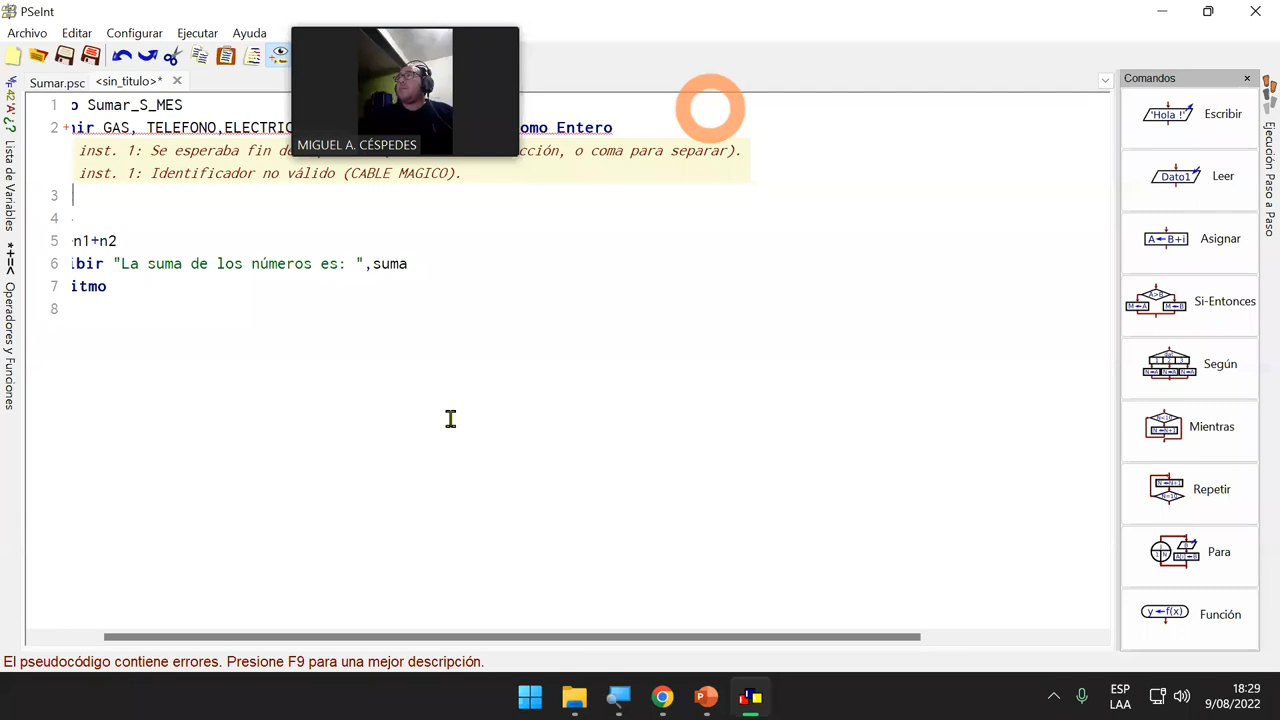 PSeInt
Archivo Editar Configurar Ejecutar Ayuda
Sumar.psc <sin_titulo>*
1 o Sumar_S_MES
2 ir GAS, TELEFONO,ELECTRIC omo Entero
inst. 1: Se esperaba fin de cción, o coma para separar).
inst. 1: Identificador no válido (CABLE MAGICO).
3
4
5 n1+n2
6 ibir "La suma de los números es: ",suma
7 itmo
8
MIGUEL A. CÉSPEDES
Lista de Variables
Operadores y Funciones
Comandos
'Hola !' Escribir
Dato1 Leer
A←B+i Asignar
A>B Si-Entonces
Según
Mientras
Repetir
Para
y←f(x) Función
Ejecución Paso a Paso
El pseudocódigo contiene errores. Presione F9 para una mejor descripción.
ESP
LAA
18:29
9/08/2022